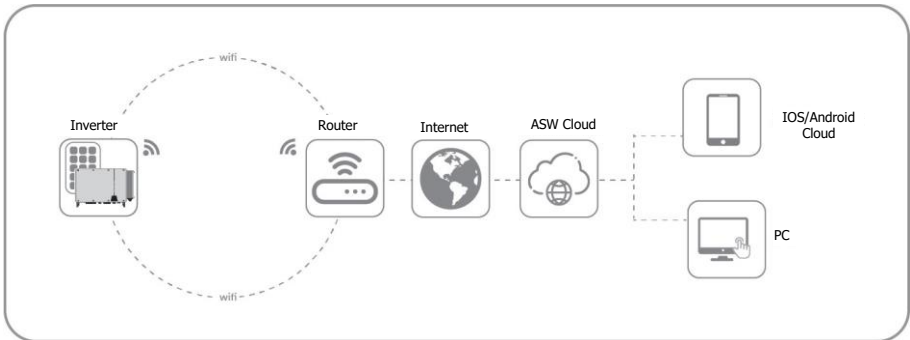 wifi
Inverter
Router
Internet
ASW Cloud
IOS/Android
Cloud
PC
wifi